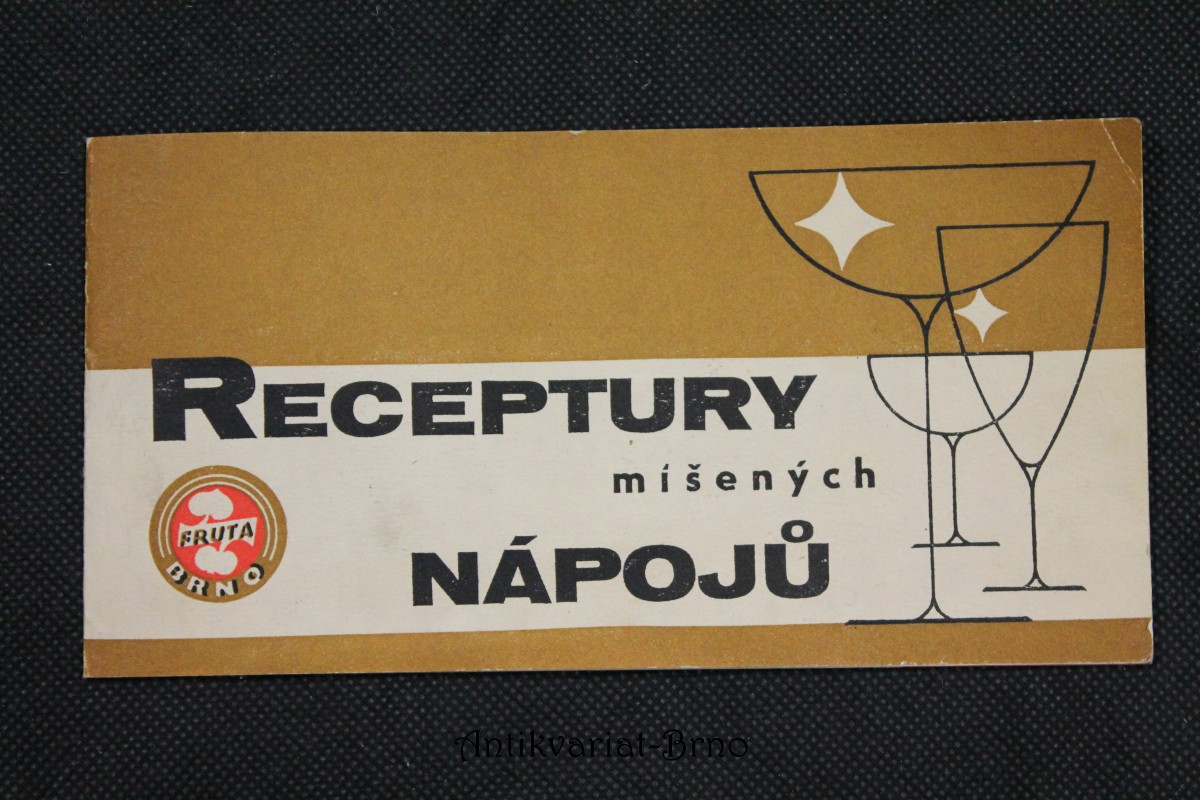 RECEPTURY
míšených
NÁPOJŮ
FRUTA
BRNO
Antikvariat-Brno